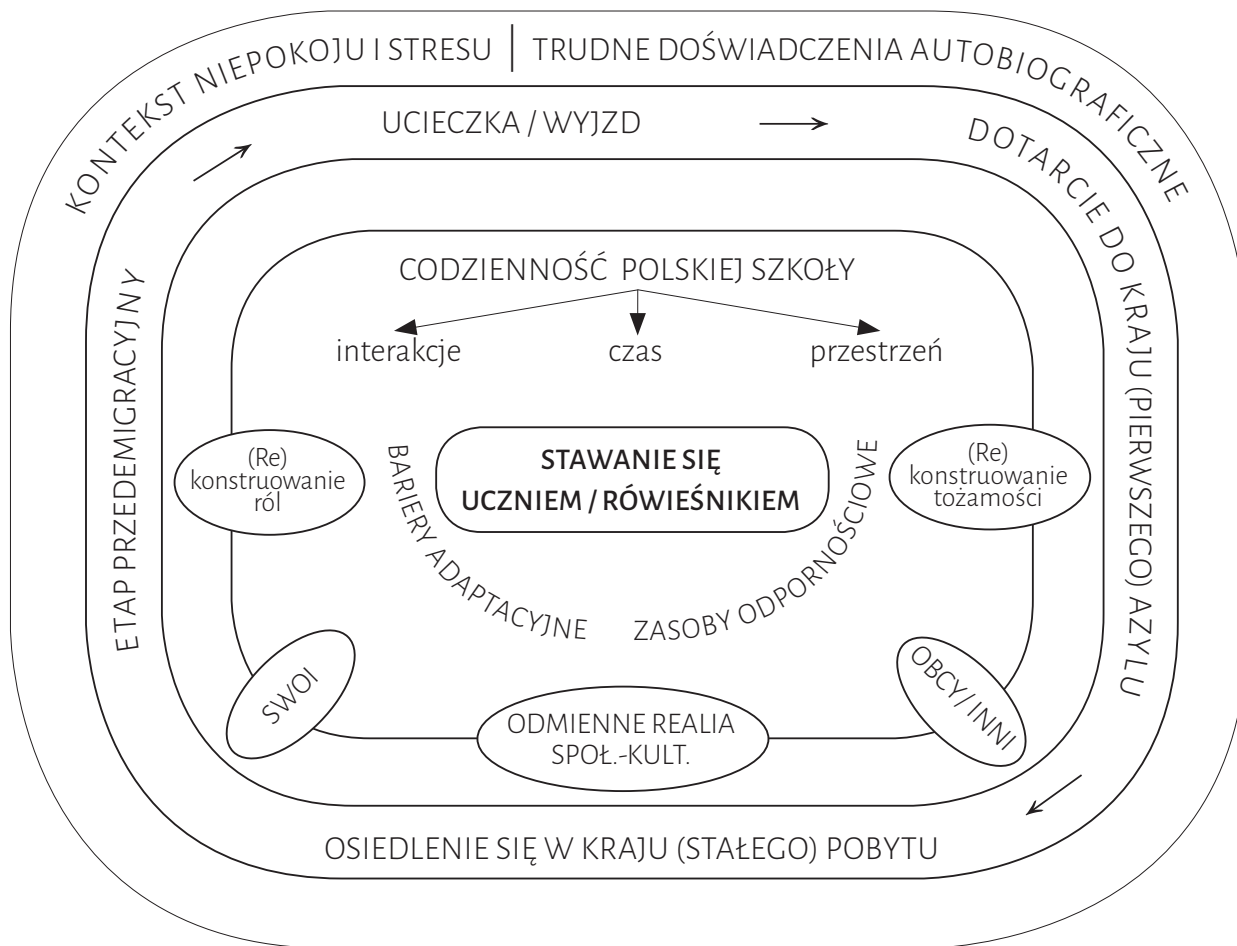 KONTEKST NIEPOKOJU I STRESU | TRUDNE DOŚWIADCZENIA AUTOBIOGRAFICZNE
UCIECZKA / WYJZD
DOTARCIE DO KRAJU (PIERWSZEGO) AZYLU
ETAP PRZEDEMIGRACYJNY
CODZIENNOŚĆ POLSKIEJ SZKOŁY
interakcje
czas
przestrzeń
(Re)
konstruowanie
ról
BARIERY ADAPTACYJNE
STAWANIE SIĘ
UCZNIEM / RÓWIEŚNIKIEM
ZASOBY ODPORNOŚCIOWE
(Re)
konstruowanie
tożamości
SWOI
ODMIENNE REALIA
SPOŁ.-KULT.
OBCY/ INNI
OSIEDLENIE SIĘ W KRAJU (STAŁEGO) POBYTU